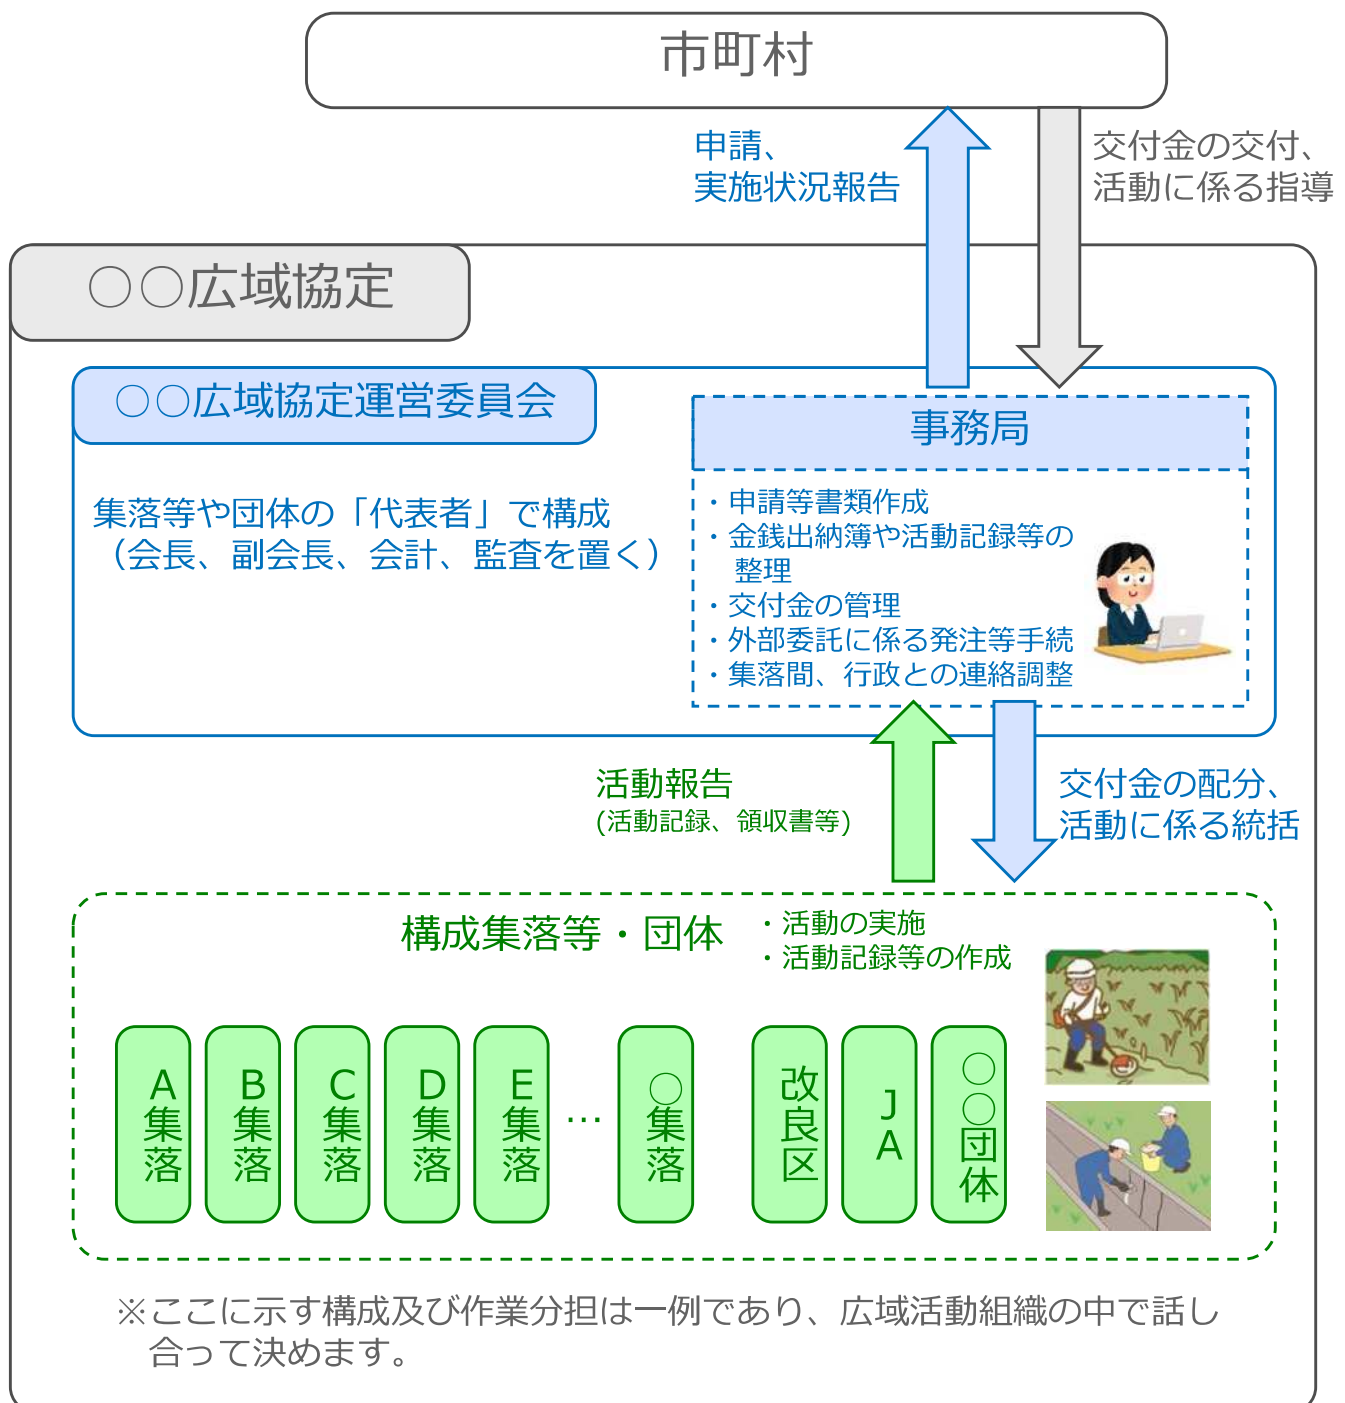 市町村
申請、
実施状況報告
交付金の交付、
活動に係る指導
○○広域協定
○○広域協定運営委員会
集落等や団体の「代表者」で構成
（会長、副会長、会計、監査を置く）
事務局
・申請等書類作成
・金銭出納簿や活動記録等の
整理
・交付金の管理
・外部委託に係る発注等手続
・集落間、行政との連絡調整
活動報告
(活動記録、領収書等)
交付金の配分、
活動に係る統括
構成集落等・団体
・活動の実施
・活動記録等の作成
A集落
B集落
C集落
D集落
E集落
…
○集落
改良区
JA
○○団体
※ここに示す構成及び作業分担は一例であり、広域活動組織の中で話し
合って決めます。